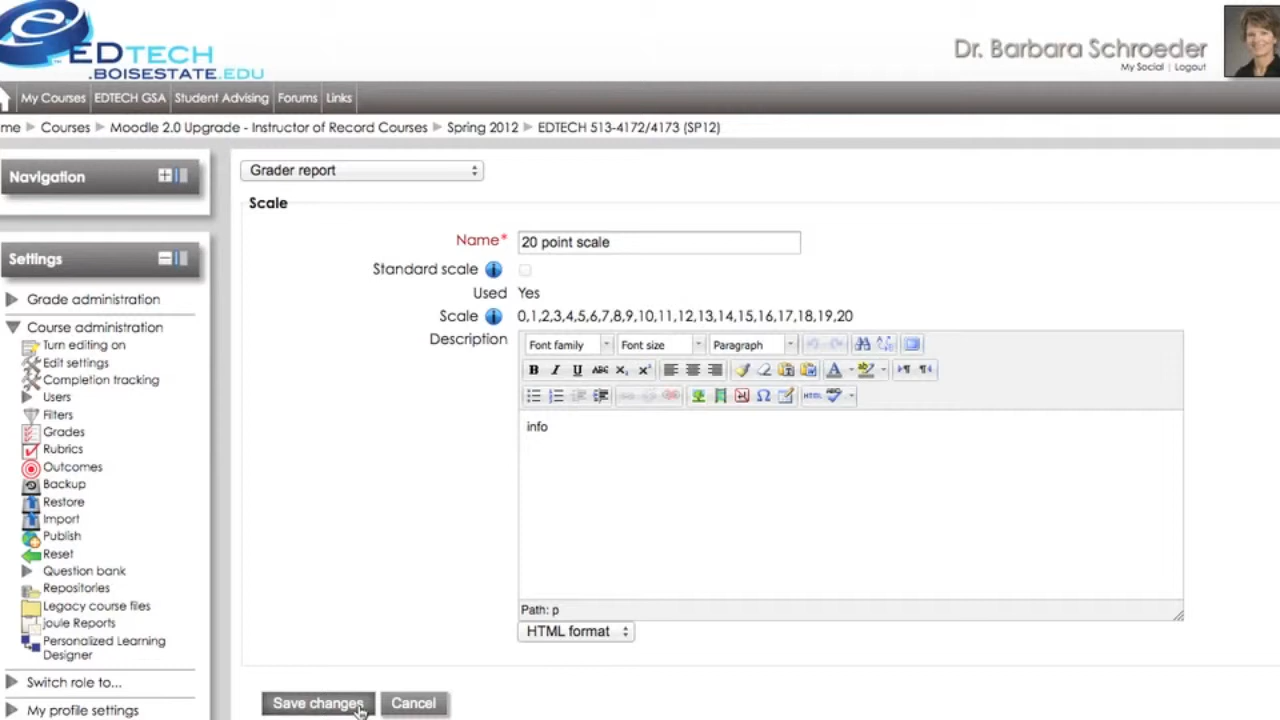 EDTECH
.BOISESTATE.EDU
Dr. Barbara Schroeder
My Social | Logout
My Courses EDTECH GSA Student Advising Forums Links
me Courses Moodle 2.0 Upgrade - Instructor of Record Courses Spring 2012 EDTECH 513-4172/4173 (SP12)
Navigation
Settings
Grade administration
Course administration
Turn editing on
Edit settings
Completion tracking
Users
Filters
Grades
Rubrics
Outcomes
Backup
Restore
Import
Publish
Reset
Question bank
Repositories
Legacy course files
Joule Reports
Personalized Learning
Designer
Switch role to...
My profile settings
Grader report
Scale
Name* 20 point scale
Standard scale
Used Yes
Scale 0,1,2,3,4,5,6,7,8,9,10,11,12,13,14,15,16,17,18,19,20
Description
Font family Font size Paragraph
B I U ABC X₂ X²
HTML
info
Path: p
HTML format
Save changes Cancel